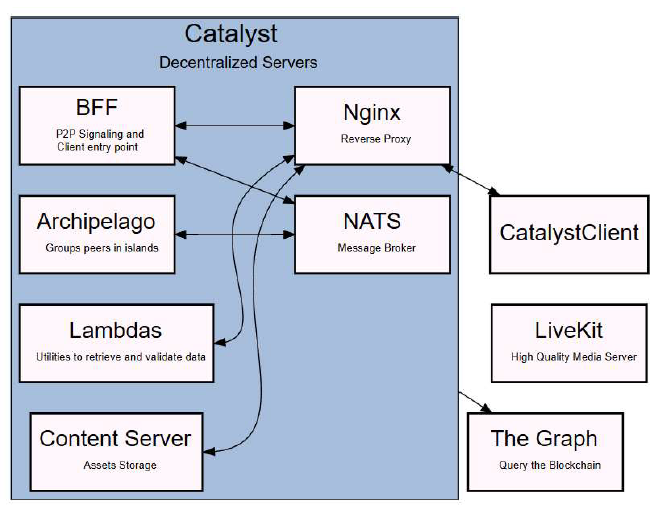 Catalyst
Decentralized Servers
BFF
P2P Signaling and
Client entry point
Nginx
Reverse Proxy
Archipelago
Groups peers in islands
NATS
Message Broker
CatalystClient
Lambdas
Utilities to retrieve and validate data
LiveKit
High Quality Media Server
Content Server
Assets Storage
The Graph
Query the Blockchain